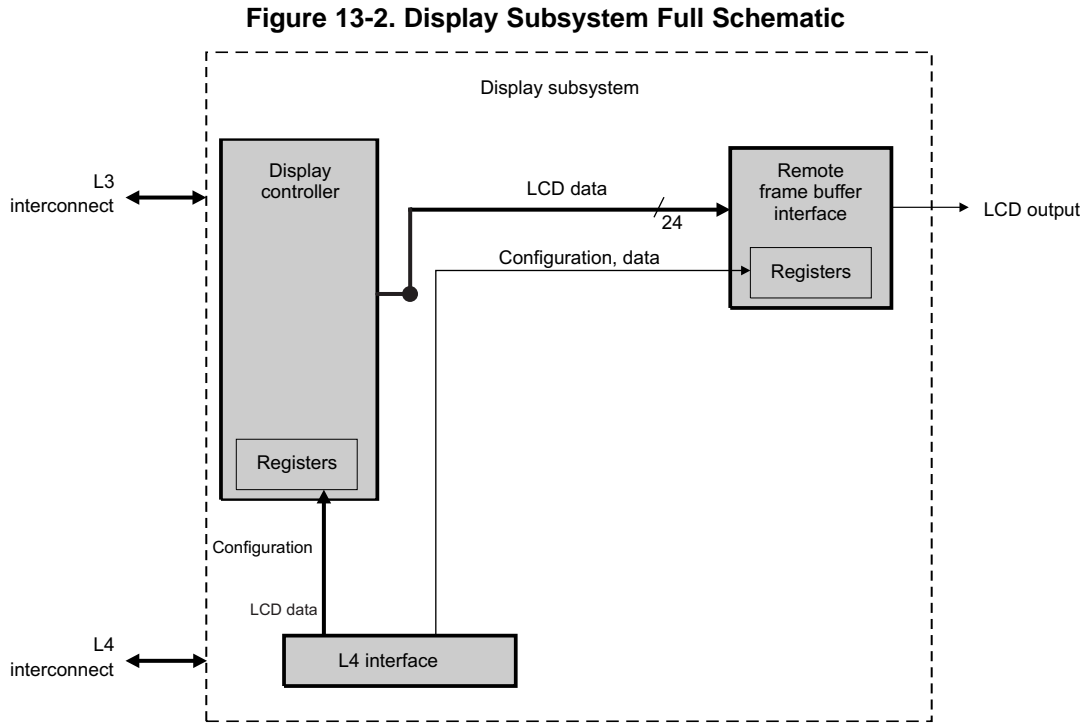 Figure 13-2. Display Subsystem Full Schematic
Display subsystem
Display
controller
Remote
frame buffer
interface
L3
interconnect
LCD data
24
LCD output
Configuration, data
Registers
Registers
Configuration
LCD data
L4
interconnect
L4 interface